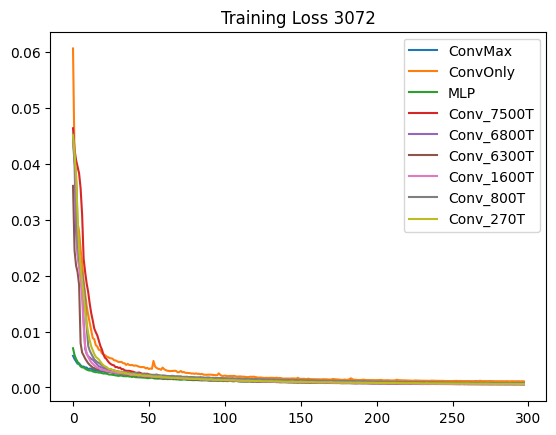 Training Loss 3072
ConvMax
ConvOnly
MLP
Conv_7500T
Conv_6800T
Conv_6300T
Conv_1600T
Conv_800T
Conv_270T
0.06
0.05
0.04
0.03
0.02
0.01
0.00
0 50 100 150 200 250 300